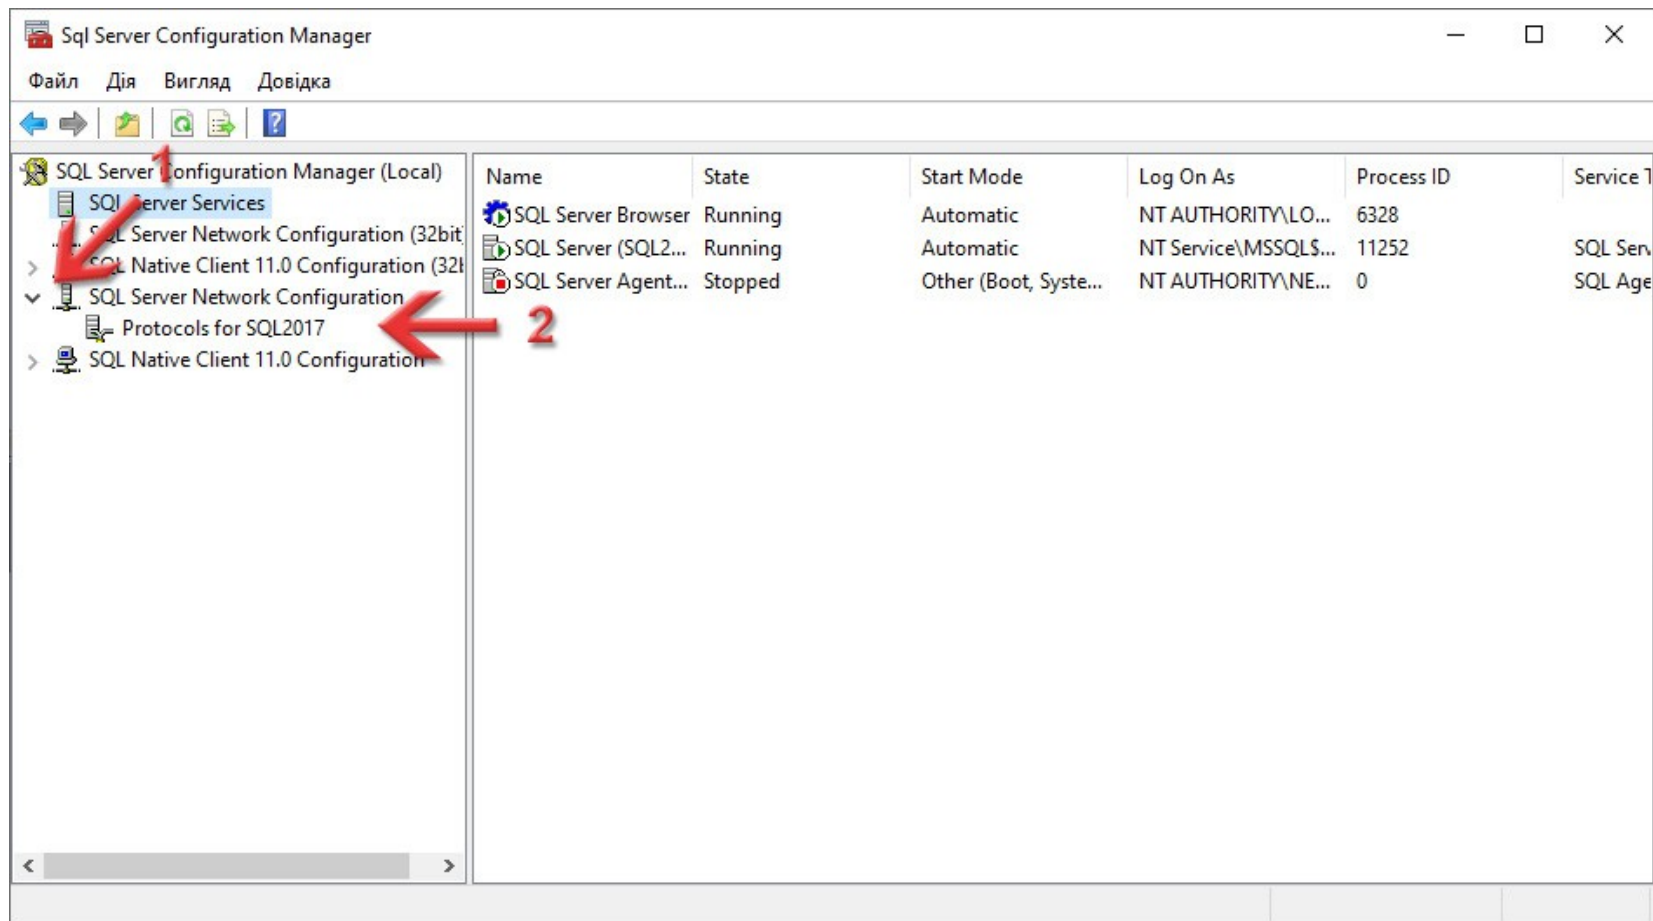 Sql Server Configuration Manager
Файл Дія Вигляд Довідка
1
SQL Server Configuration Manager (Local)
SQL Server Services
SQL Server Network Configuration (32bit)
SQL Native Client 11.0 Configuration (32b
SQL Server Network Configuration
Protocols for SQL2017
SQL Native Client 11.0 Configuration
2
Name State Start Mode Log On As Process ID Service T
SQL Server Browser Running Automatic NT AUTHORITY\LO... 6328
SQL Server (SQL2... Running Automatic NT Service\MSSQL$... 11252 SQL Serv
SQL Server Agent... Stopped Other (Boot, Syste... NT AUTHORITY\NE... 0 SQL Age